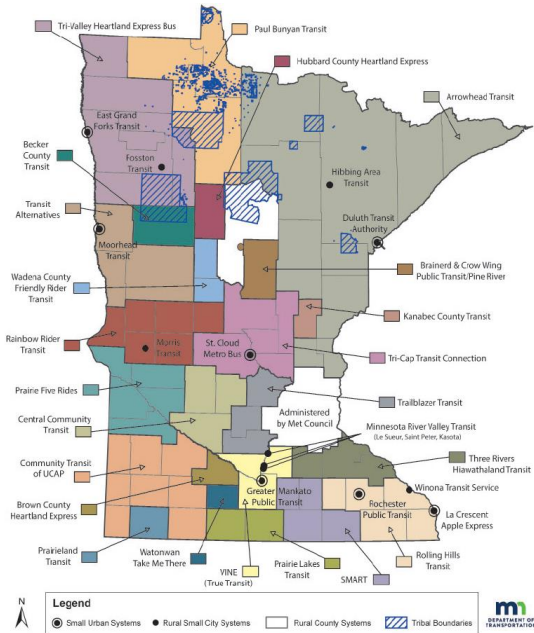 Tri-Valley Heartland Express Bus
Paul Bunyan Transit
Hubbard County Heartland Express
Arrowhead Transit
East Grand
Forks Transit
Becker
County
Transit
Fosston
Transit
Hibbing Area
Transit
Transit
Alternatives
Duluth Transit
Authority
Moorhead
Transit
Wadena County
Friendly Rider
Transit
Brainerd & Crow Wing
Public Transit/Pine River
Kanabec County Transit
Rainbow Rider
Transit
Morris
Transit
St. Cloud
Metro Bus
Tri-Cap Transit Connection
Prairie Five Rides
Trailblazer Transit
Central Community
Transit
Administered
by Met Council
Minnesota River Valley Transit
(Le Sueur, Saint Peter, Kasota)
Community Transit
of UCAP
Three Rivers
Hiawathaland Transit
Brown County
Heartland Express
Greater Mankato
Public Transit
Winona Transit Service
Rochester
Public Transit
La Crescent
Apple Express
Prairieland
Transit
Watonwan
Take Me There
VINE
(True Transit)
Prairie Lakes
Transit
SMART
Rolling Hills
Transit
N
Legend
Small Urban Systems
Rural Small City Systems
Rural County Systems
Tribal Boundaries
DEPARTMENT OF
TRANSPORTATION